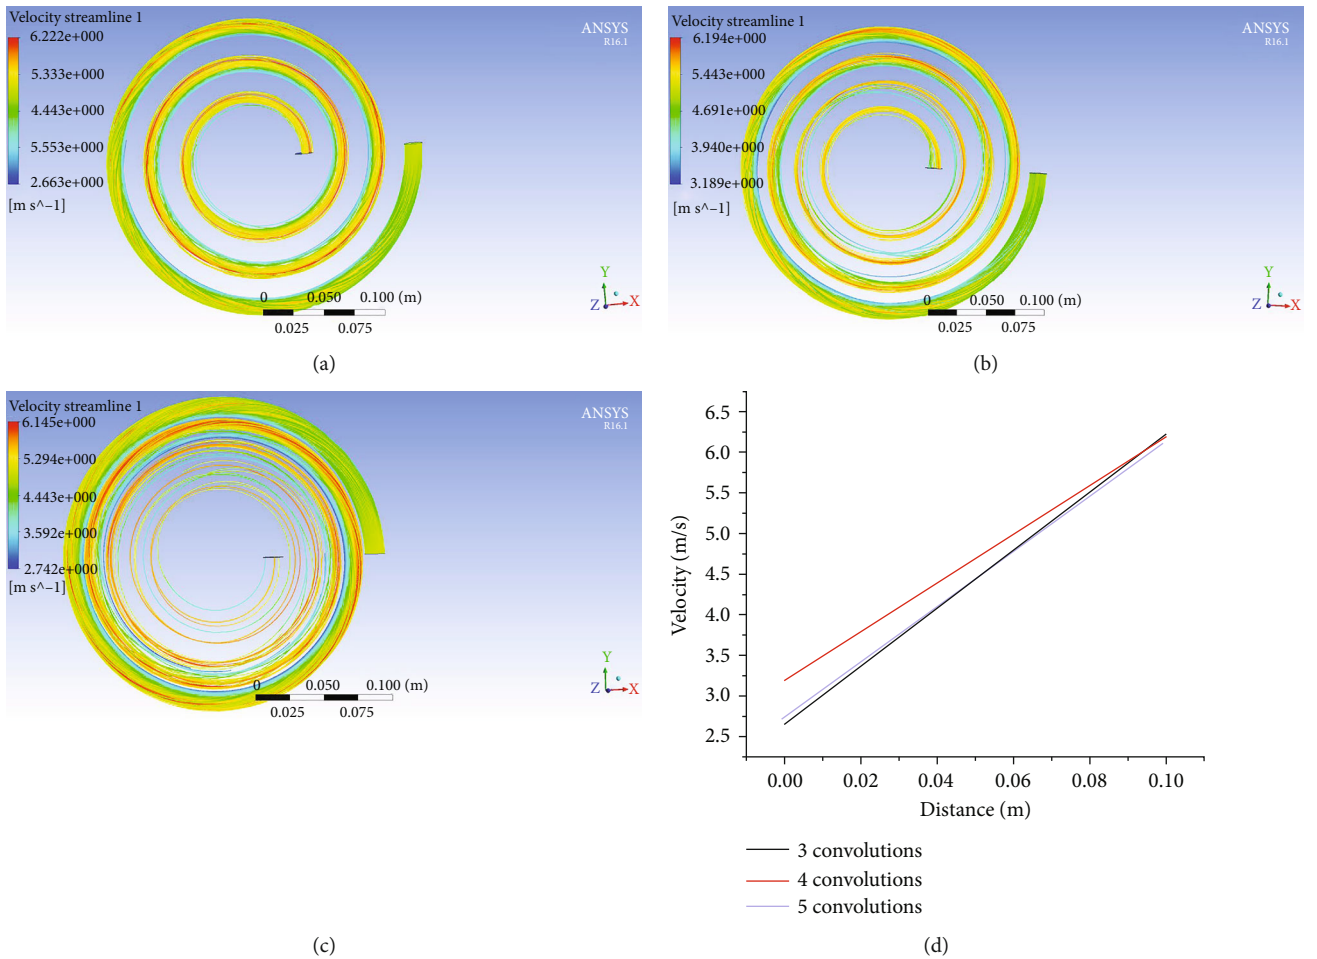 Velocity streamline 1
6.222e+000
5.333e+000
4.443e+000
5.553e+000
2.663e+000
[m s^–1]
ANSYS
R16.1
0 0.050 0.100 (m)
0.025 0.075
Y
Z X
(a)
Velocity streamline 1
6.194e+000
5.443e+000
4.691e+000
3.940e+000
3.189e+000
[m s^–1]
ANSYS
R16.1
0 0.050 0.100 (m)
0.025 0.075
Y
Z X
(b)
Velocity streamline 1
6.145e+000
5.294e+000
4.443e+000
3.592e+000
2.742e+000
[m s^–1]
ANSYS
R16.1
0 0.050 0.100 (m)
0.025 0.075
Y
Z X
(c)
6.5
6.0
5.5
5.0
4.5
4.0
3.5
3.0
2.5
Velocity (m/s)
0.00 0.02 0.04 0.06 0.08 0.10
Distance (m)
3 convolutions
4 convolutions
5 convolutions
(d)